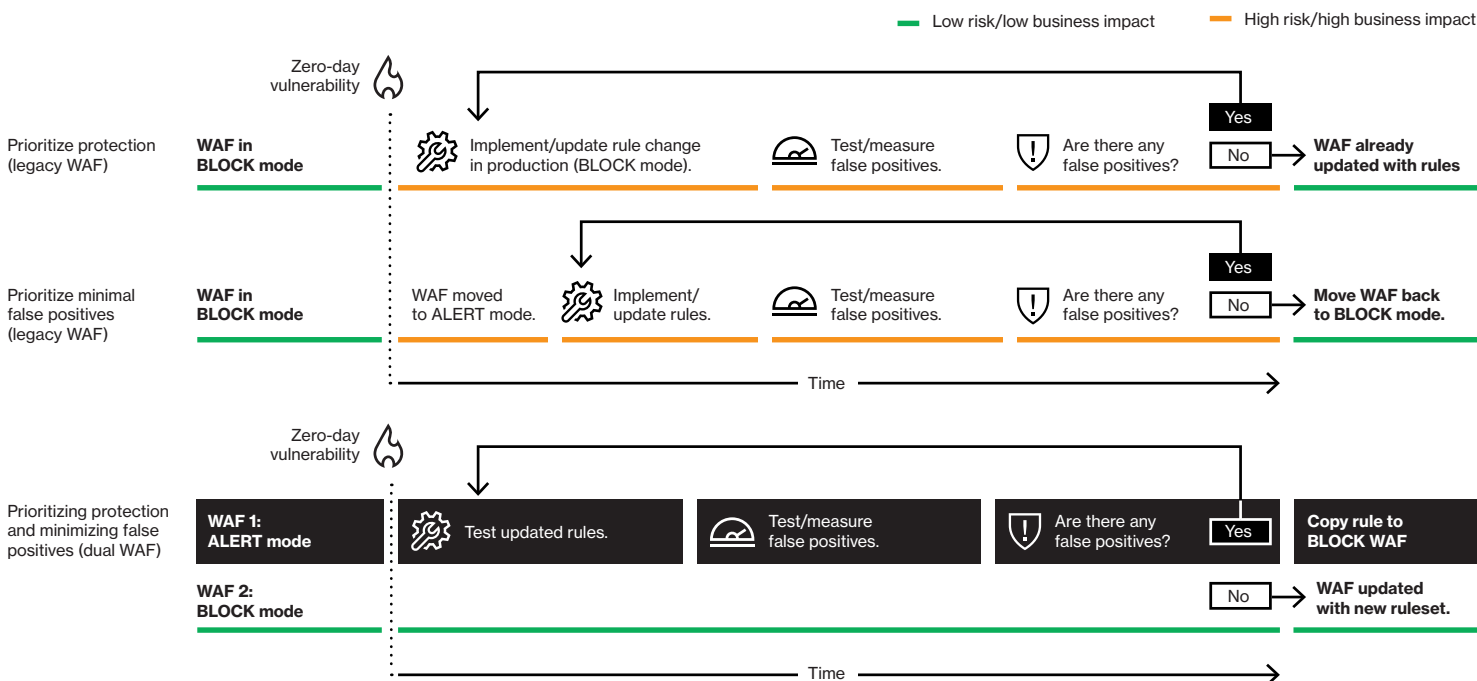 Low risk/low business impact
High risk/high business impact
Zero-day
vulnerability
Prioritize protection
(legacy WAF)
WAF in
BLOCK mode
Implement/update rule change
in production (BLOCK mode).
Test/measure
false positives.
Are there any
false positives?
Yes
No
WAF already
updated with rules
Prioritize minimal
false positives
(legacy WAF)
WAF in
BLOCK mode
WAF moved
to ALERT mode.
Implement/
update rules.
Test/measure
false positives.
Are there any
false positives?
Yes
No
Move WAF back
to BLOCK mode.
Time
Zero-day
vulnerability
Prioritizing protection
and minimizing false
positives (dual WAF)
WAF 1:
ALERT mode
Test updated rules.
Test/measure
false positives.
Are there any
false positives?
Yes
Copy rule to
BLOCK WAF
WAF 2:
BLOCK mode
No
WAF updated
with new ruleset.
Time